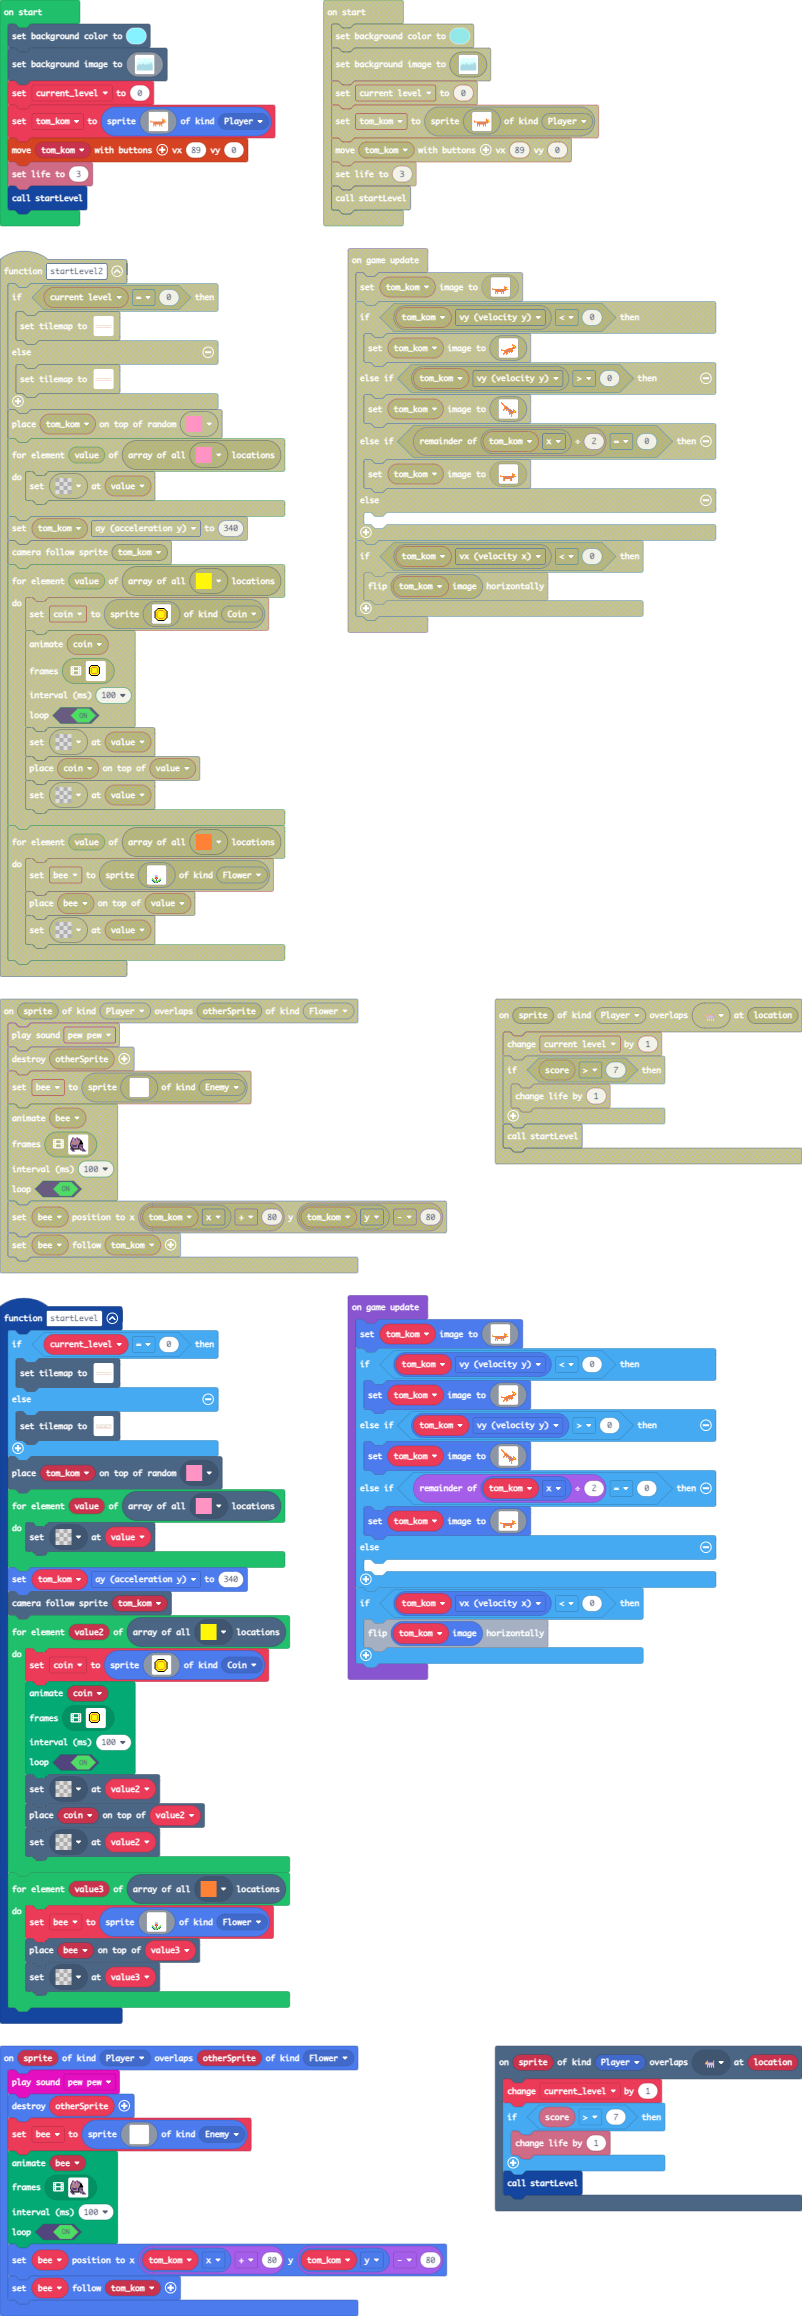 on start
set background color to
set background image to
set current_level to 0
set tom_kom to sprite of kind Player
move tom_kom with buttons vx 89 vy 0
set life to 3
call startLevel
on start
set background color to
set background image to
set current level to 0
set tom_kom to sprite of kind Player
move tom_kom with buttons vx 89 vy 0
set life to 3
call startLevel
function startLevel2
if current level = 0 then
set tilemap to
else
set tilemap to
place tom_kom on top of random
for element value of array of all locations
do
set at value
set tom_kom ay (acceleration y) to 340
camera follow sprite tom_kom
for element value of array of all locations
do
set coin to sprite of kind Coin
animate coin
frames
interval (ms) 100
loop ON
set at value
place coin on top of value
set at value
for element value of array of all locations
do
set bee to sprite of kind Flower
place bee on top of value
set at value
on game update
set tom_kom image to
if tom_kom vy (velocity y) < 0 then
set tom_kom image to
else if tom_kom vy (velocity y) > 0 then
set tom_kom image to
else if remainder of tom_kom x ÷ 2 = 0 then
set tom_kom image to
else
if tom_kom vx (velocity x) < 0 then
flip tom_kom image horizontally
on sprite of kind Player overlaps otherSprite of kind Flower
play sound pew pew
destroy otherSprite
set bee to sprite of kind Enemy
animate bee
frames
interval (ms) 100
loop ON
set bee position to x tom_kom x + 80 y tom_kom y - 80
set bee follow tom_kom
on sprite of kind Player overlaps at location
change current level by 1
if score > 7 then
change life by 1
call startLevel
function startLevel
if current_level = 0 then
set tilemap to
else
set tilemap to
place tom_kom on top of random
for element value of array of all locations
do
set at value
set tom_kom ay (acceleration y) to 340
camera follow sprite tom_kom
for element value2 of array of all locations
do
set coin to sprite of kind Coin
animate coin
frames
interval (ms) 100
loop ON
set at value2
place coin on top of value2
set at value2
for element value3 of array of all locations
do
set bee to sprite of kind Flower
place bee on top of value3
set at value3
on game update
set tom_kom image to
if tom_kom vy (velocity y) < 0 then
set tom_kom image to
else if tom_kom vy (velocity y) > 0 then
set tom_kom image to
else if remainder of tom_kom x ÷ 2 = 0 then
set tom_kom image to
else
if tom_kom vx (velocity x) < 0 then
flip tom_kom image horizontally
on sprite of kind Player overlaps otherSprite of kind Flower
play sound pew pew
destroy otherSprite
set bee to sprite of kind Enemy
animate bee
frames
interval (ms) 100
loop ON
set bee position to x tom_kom x + 80 y tom_kom y - 80
set bee follow tom_kom
on sprite of kind Player overlaps at location
change current_level by 1
if score > 7 then
change life by 1
call startLevel